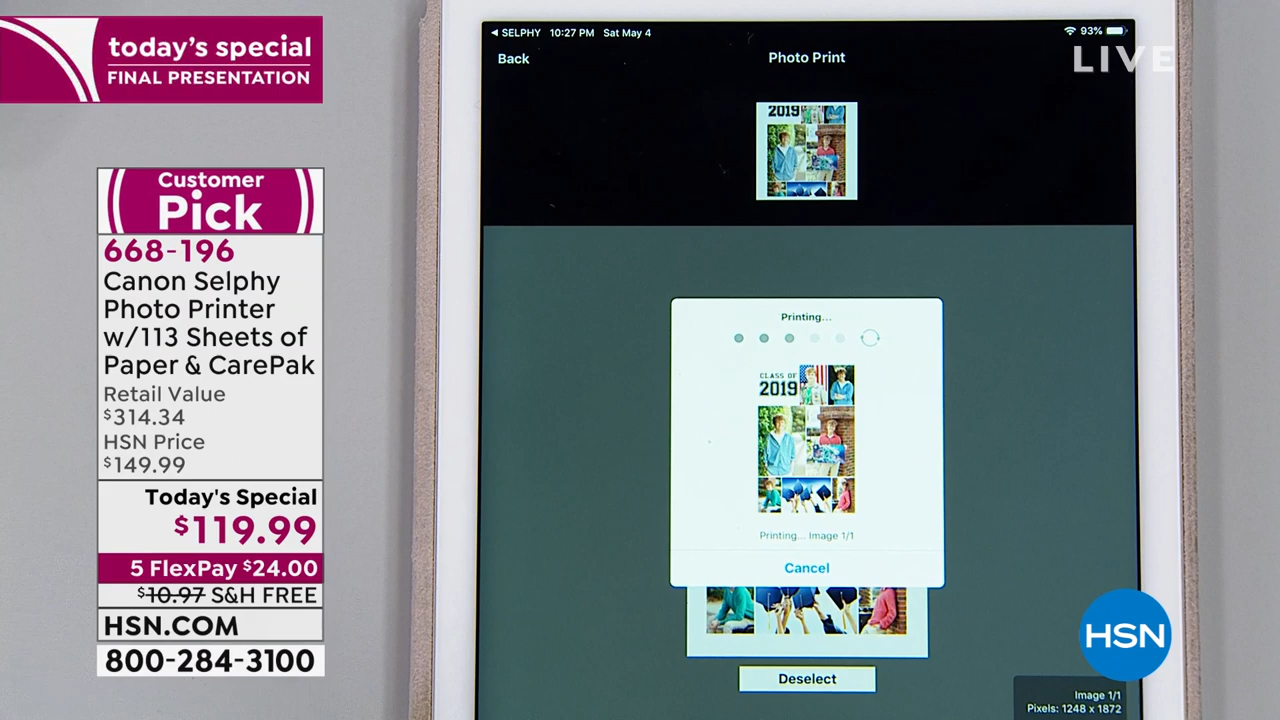 today's special
FINAL PRESENTATION
Customer
Pick
668-196
Canon Selphy
Photo Printer
w/113 Sheets of
Paper & CarePak
Retail Value
$314.34
HSN Price
$149.99
Today's Special
$119.99
5 FlexPay $24.00
$10.97 S&H FREE
HSN.COM
800-284-3100
◄ SELPHY 10:27 PM Sat May 4
93%
LIVE
Back
Photo Print
2019
Printing...
CLASS OF
2019
Printing... Image 1/1
Cancel
Deselect
HSN
Image 1/1
Pixels: 1248 x 1872